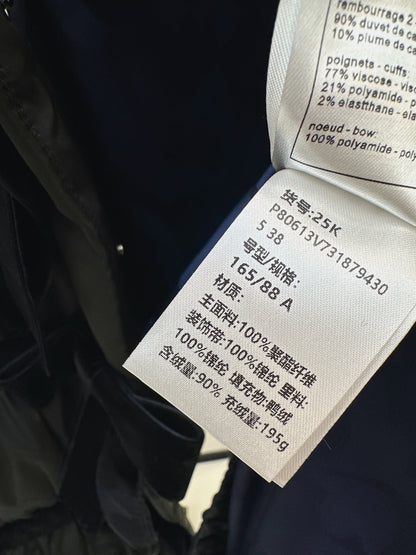 rembourrage 2
90% duvet de ca
10% plume de ca
poignets - cuffs:
77% viscose - vis
21% polyamide - p
2% elastthane - ela
noeud - bow:
100% polyamide - poly
货号:25K
P80613V731879430
5 38
号型/规格:
165/88 A
材质:
主面料:100%聚酯纤维
装饰带:100%锦纶 里料:
100%锦纶 填充物:鸭绒
含绒量:90% 充绒量:195g